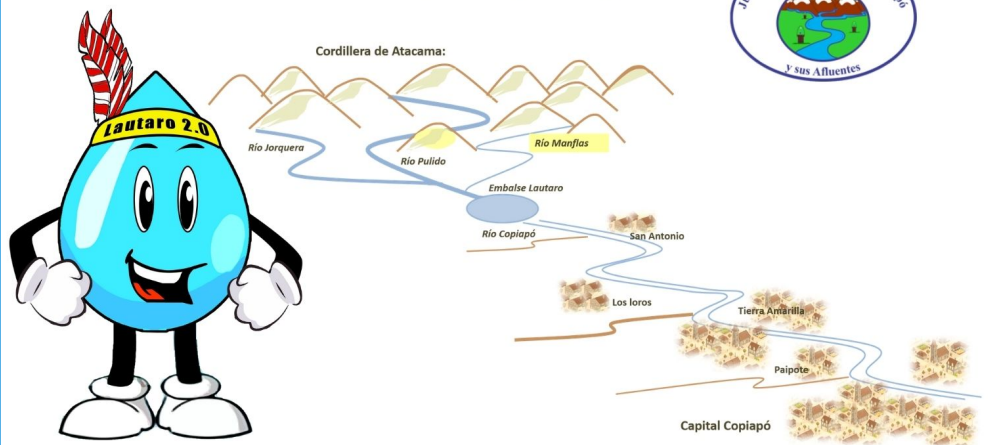 y sus Afluentes
Cordillera de Atacama:
Lautaro 2.0
Río Jorquera
Río Pulido
Río Manflas
Embalse Lautaro
Río Copiapó
San Antonio
Los loros
Tierra Amarilla
Paipote
Capital Copiapó